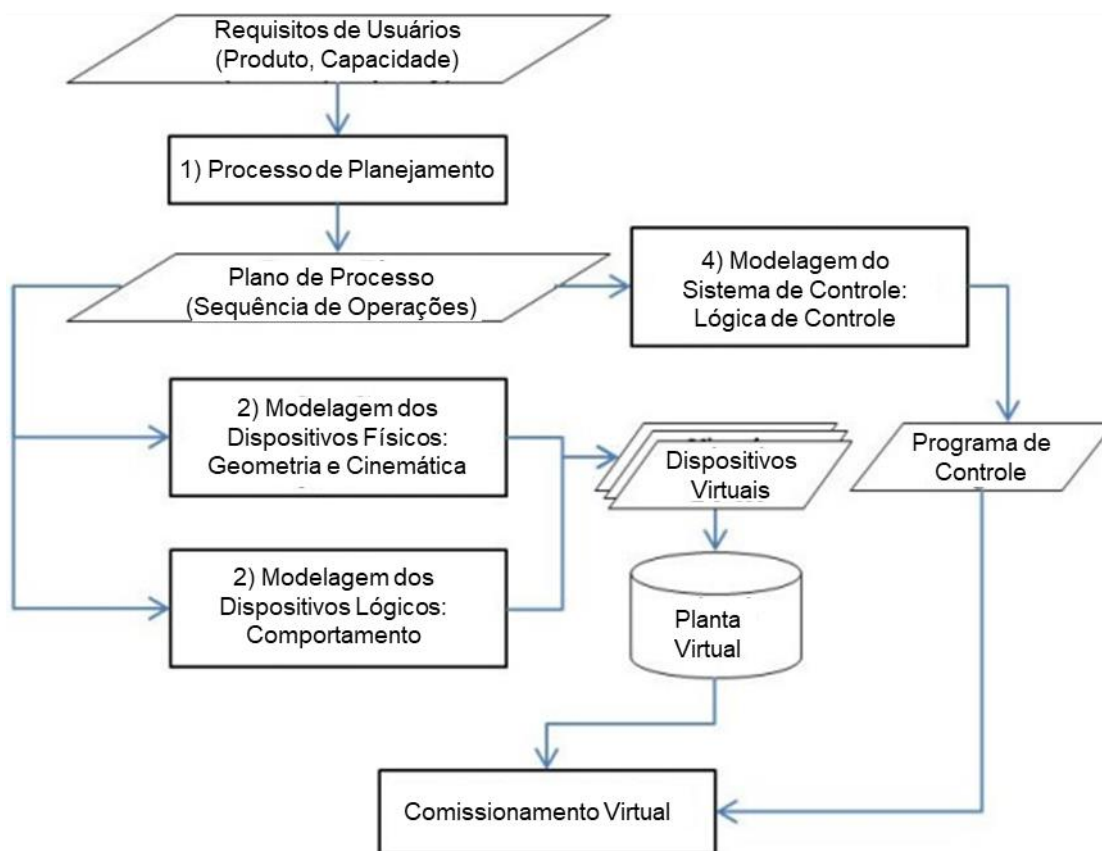 Requisitos de Usuários
(Produto, Capacidade)
1) Processo de Planejamento
Plano de Processo
(Sequência de Operações)
4) Modelagem do
Sistema de Controle:
Lógica de Controle
2) Modelagem dos
Dispositivos Físicos:
Geometria e Cinemática
Dispositivos
Virtuais
Programa de
Controle
2) Modelagem dos
Dispositivos Lógicos:
Comportamento
Planta
Virtual
Comissionamento Virtual